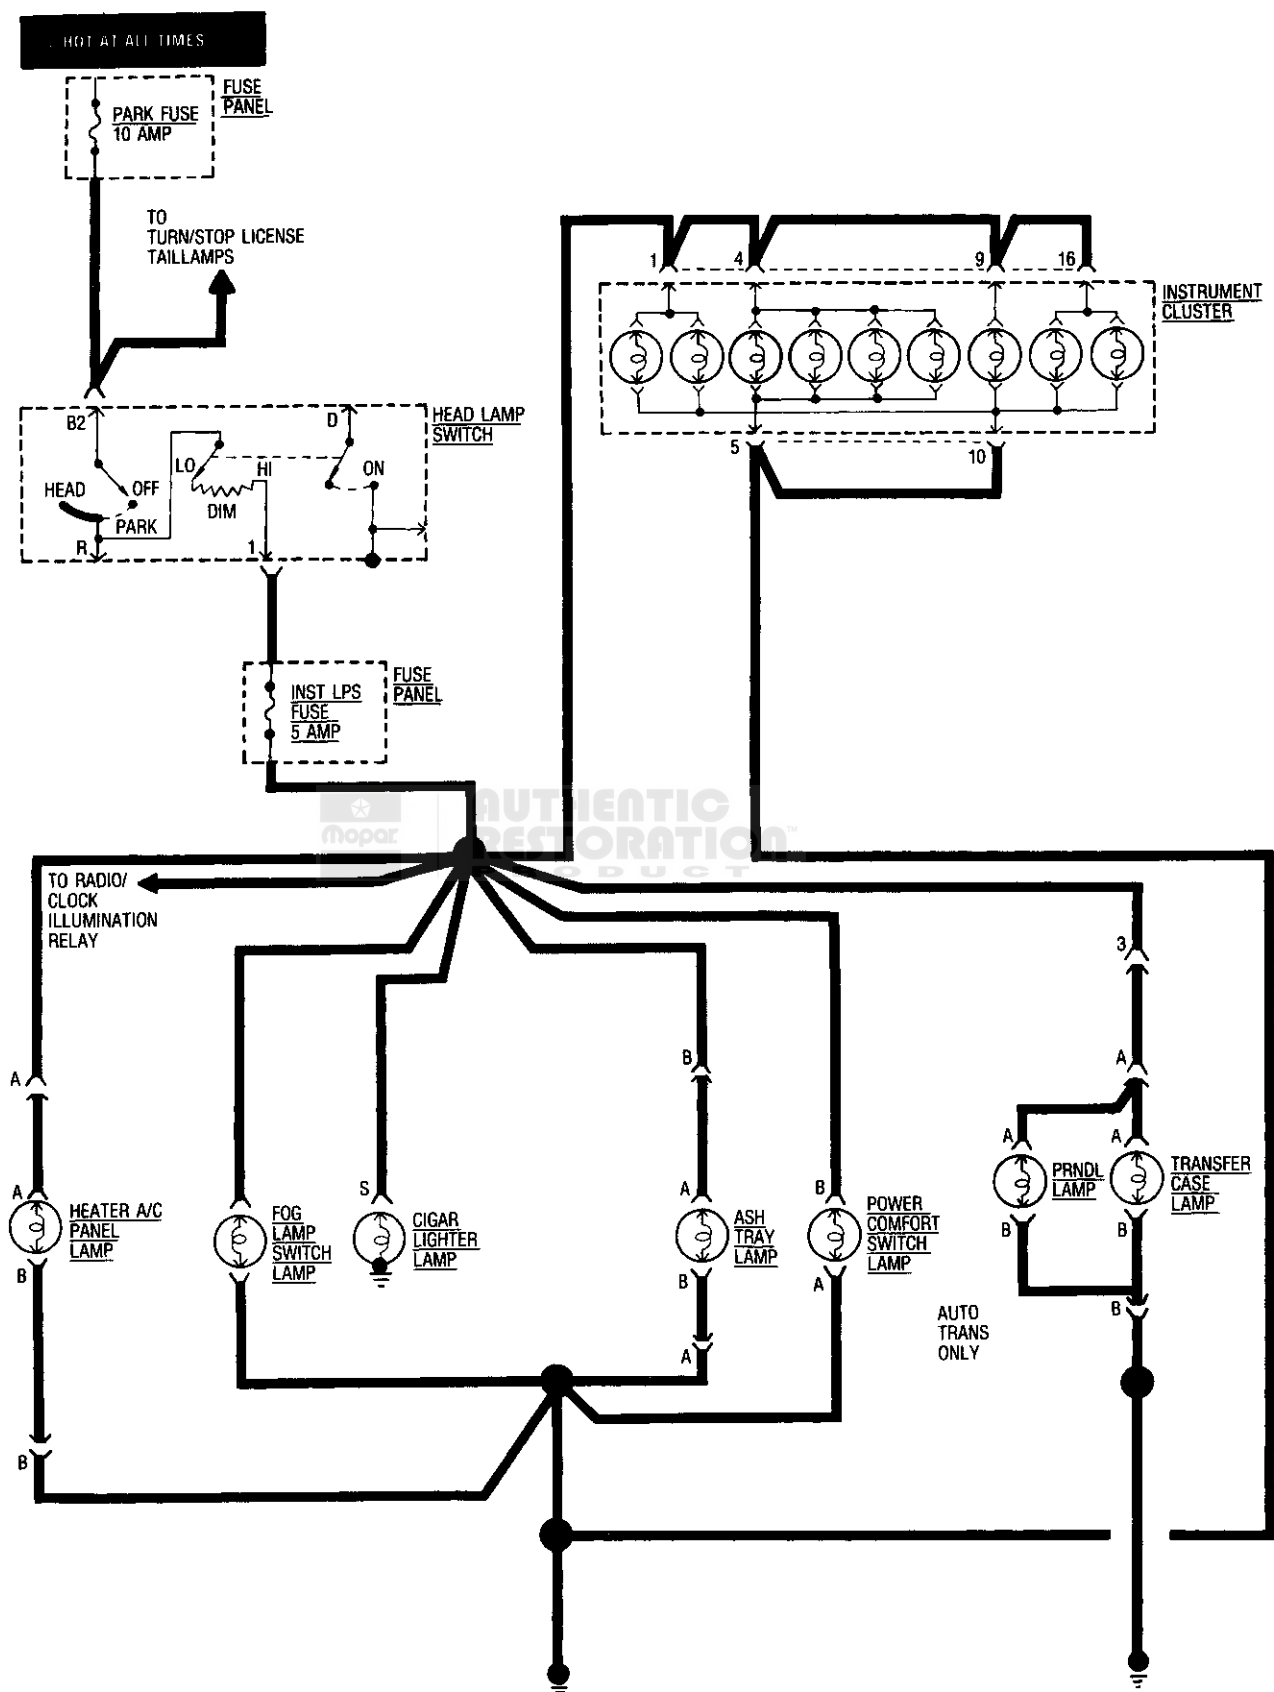 HOT AT ALL TIMES
FUSE
PANEL
PARK FUSE
10 AMP
TO
TURN/STOP LICENSE
TAILLAMPS
1
4
9
16
INSTRUMENT
CLUSTER
B2
D
HEAD LAMP
SWITCH
LO
HI
ON
5
10
HEAD
OFF
DIM
PARK
R
1
INST LPS
FUSE
5 AMP
FUSE
PANEL
AUTHENTIC
RESTORATION™
PRODUCT
Mopar
TO RADIO/
CLOCK
ILLUMINATION
RELAY
3
A
B
A
A
A
A
S
A
B
HEATER A/C
PANEL
LAMP
FOG
LAMP
SWITCH
LAMP
CIGAR
LIGHTER
LAMP
ASH
TRAY
LAMP
POWER
COMFORT
SWITCH
LAMP
PRNDL
LAMP
TRANSFER
CASE
LAMP
B
B
B
B
A
B
AUTO
TRANS
ONLY
A
B